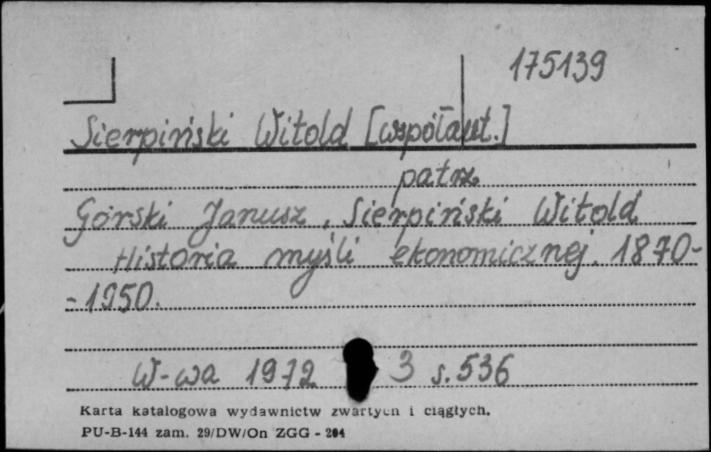 175139
Sierpiński Witold [współaut.]
patrz
Górski Janusz, Sierpiński Witold
Historia myśli ekonomicznej. 1870-
-1950.
W-wa 1972 3 s. 536
Karta katalogowa wydawnictw zwartych i ciągłych.
PU-B-144 zam. 29/DW/On ZGG - 204